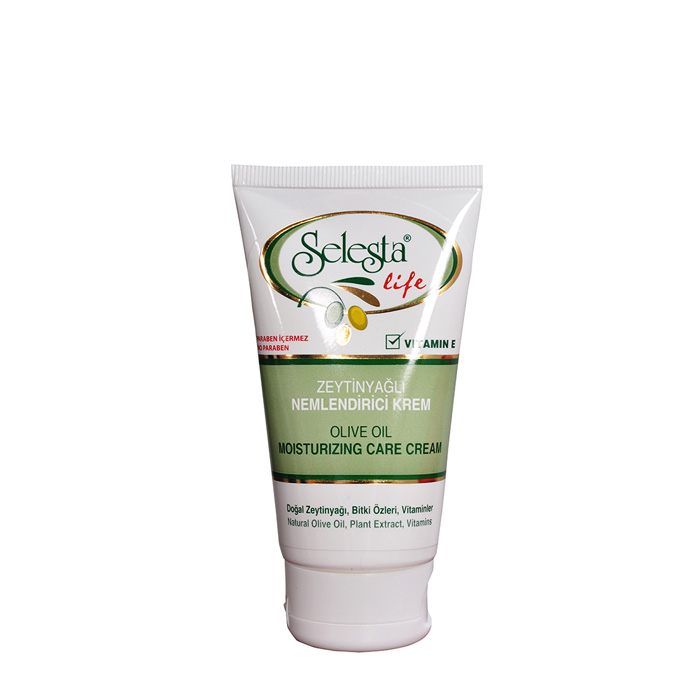 Selesta®
life
PARABEN İÇERMEZ
NO PARABEN
VITAMIN E
ZEYTİNYAĞLI
NEMLENDİRİCİ KREM
OLIVE OIL
MOISTURIZING CARE CREAM
Doğal Zeytinyağı, Bitki Özleri, Vitaminler
Natural Olive Oil, Plant Extract, Vitamins